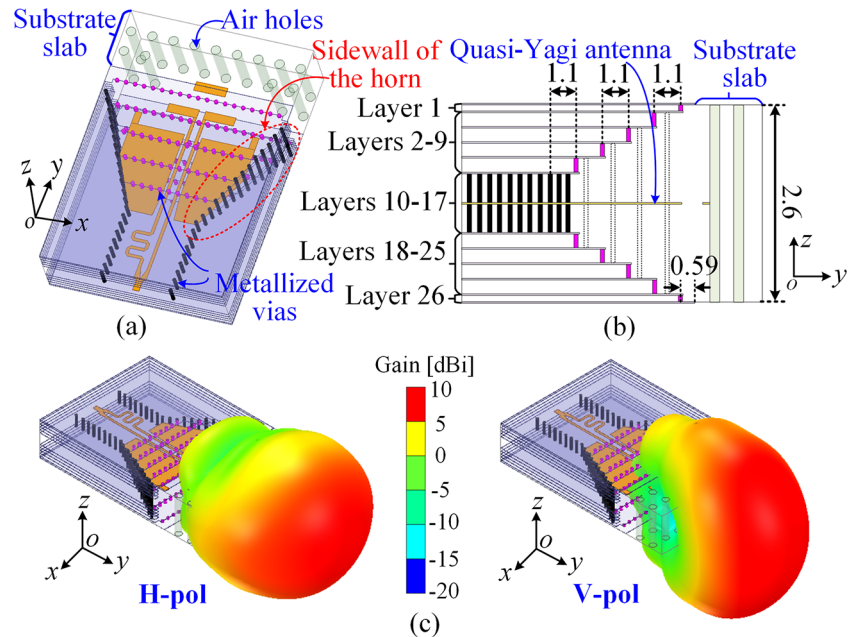 Substrate
slab
Air holes
Sidewall of
the horn
z
y
x
o
Metallized
vias
(a)
Quasi-Yagi antenna
Substrate
slab
1.1
1.1
1.1
Layer 1
Layers 2-9
Layers 10-17
Layers 18-25
Layer 26
2.6
0.59
z
o
y
(b)
Gain [dBi]
10
5
0
-5
-10
-15
-20
z
o
x
y
H-pol
z
o
x
y
V-pol
(c)